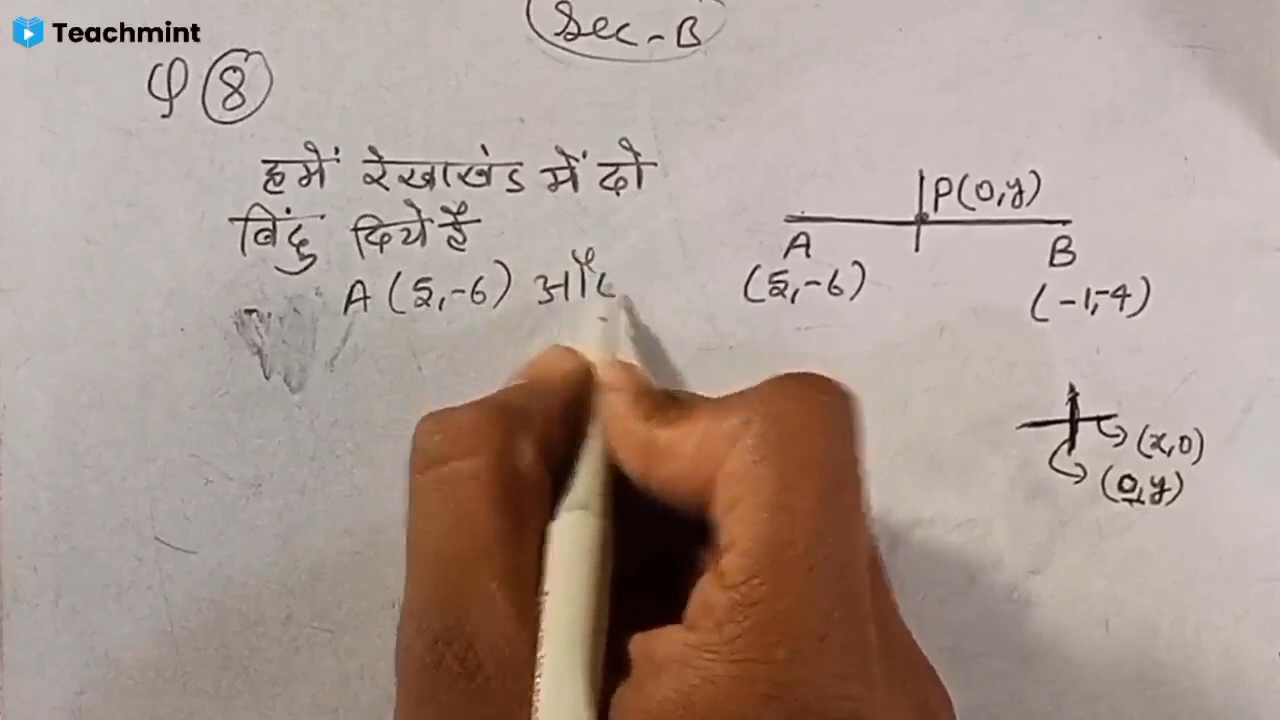 Teachmint
Sec-B
Q 8
हमें रेखाखंड में दो
बिंदु दिये है
A (5,-6) और
P(0,y)
A
B
(5,-6)
(-1,-4)
(x,0)
(0,y)